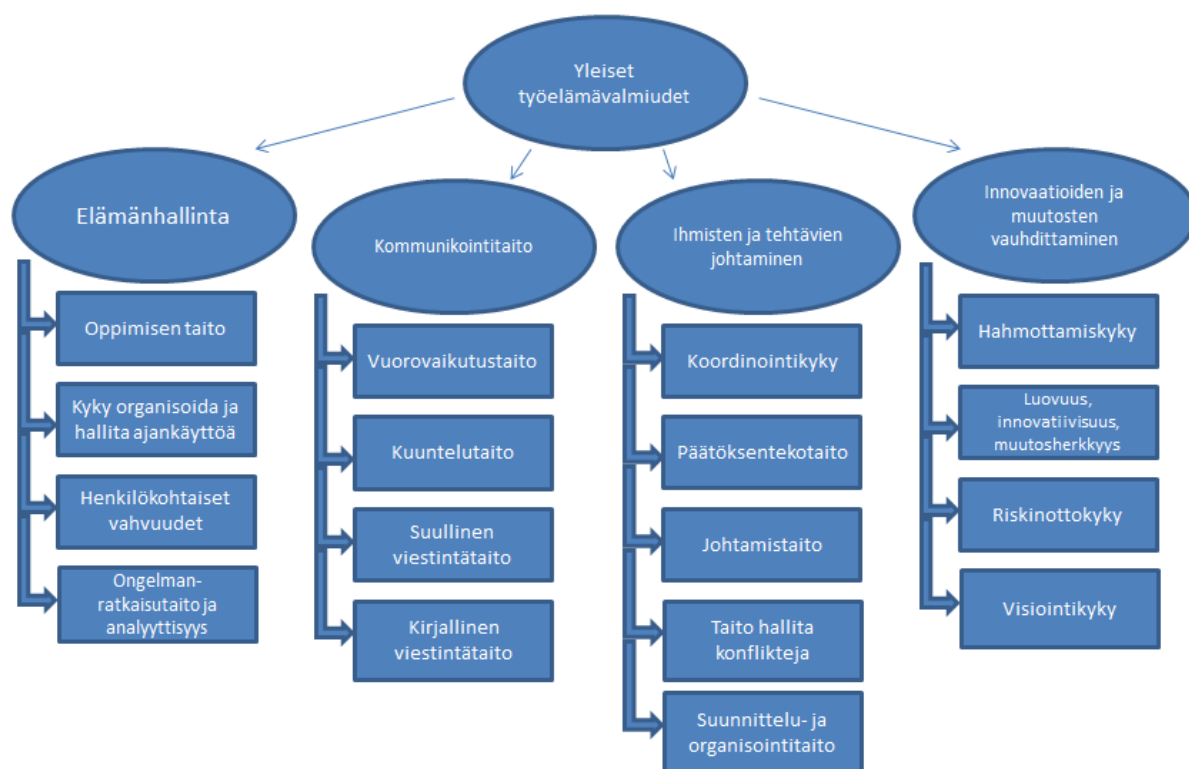 Yleiset
työelämävalmiudet
Elämänhallinta
Oppimisen taito
Kyky organisoida ja
hallita ajankäyttöä
Henkilökohtaiset
vahvuudet
Ongelman-
ratkaisutaito ja
analyyttisyys
Kommunikointitaito
Vuorovaikutustaito
Kuuntelutaito
Suullinen
viestintätaito
Kirjallinen
viestintätaito
Ihmisten ja tehtävien
johtaminen
Koordinointikyky
Päätöksentekotaito
Johtamistaito
Taito hallita
konflikteja
Suunnittelu- ja
organisointitaito
Innovaatioiden ja
muutosten
vauhdittaminen
Hahmottamiskyky
Luovuus,
innovatiivisuus,
muutosherkkyys
Riskinottokyky
Visiointikyky